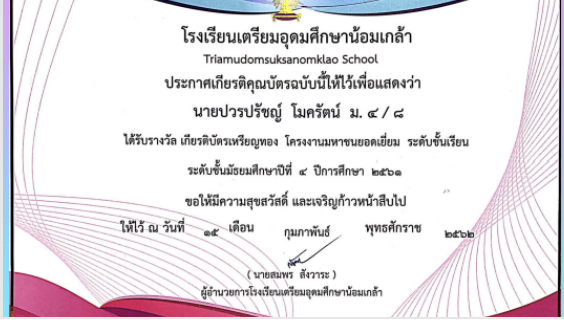 โรงเรียนเตรียมอุดมศึกษาน้อมเกล้า
Triamudomsuksanomklao School
ประกาศเกียรติคุณบัตรฉบับนี้ให้ไว้เพื่อแสดงว่า
นายปวรปรัชญ์ โมครัตน์ ม. ๔ / ๘
ได้รับรางวัล เกียรติบัตรเหรียญทอง โครงงานมหาชนยอดเยี่ยม ระดับชั้นเรียน
ระดับชั้นมัธยมศึกษาปีที่ ๔ ปีการศึกษา ๒๕๖๑
ขอให้มีความสุขสวัสดิ์ และเจริญก้าวหน้าสืบไป
ให้ไว้ ณ วันที่ ๑๕ เดือน กุมภาพันธ์ พุทธศักราช ๒๕๖๒
( นายสมพร สังวาระ )
ผู้อำนวยการโรงเรียนเตรียมอุดมศึกษาน้อมเกล้า